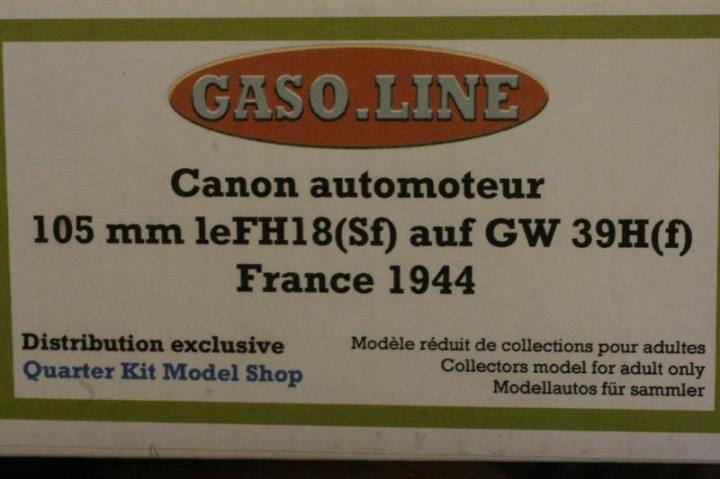 GASO.LINE
Canon automoteur
105 mm leFH18(Sf) auf GW 39H(f)
France 1944
Distribution exclusive
Quarter Kit Model Shop
Modèle réduit de collections pour adultes
Collectors model for adult only
Modellautos für sammler